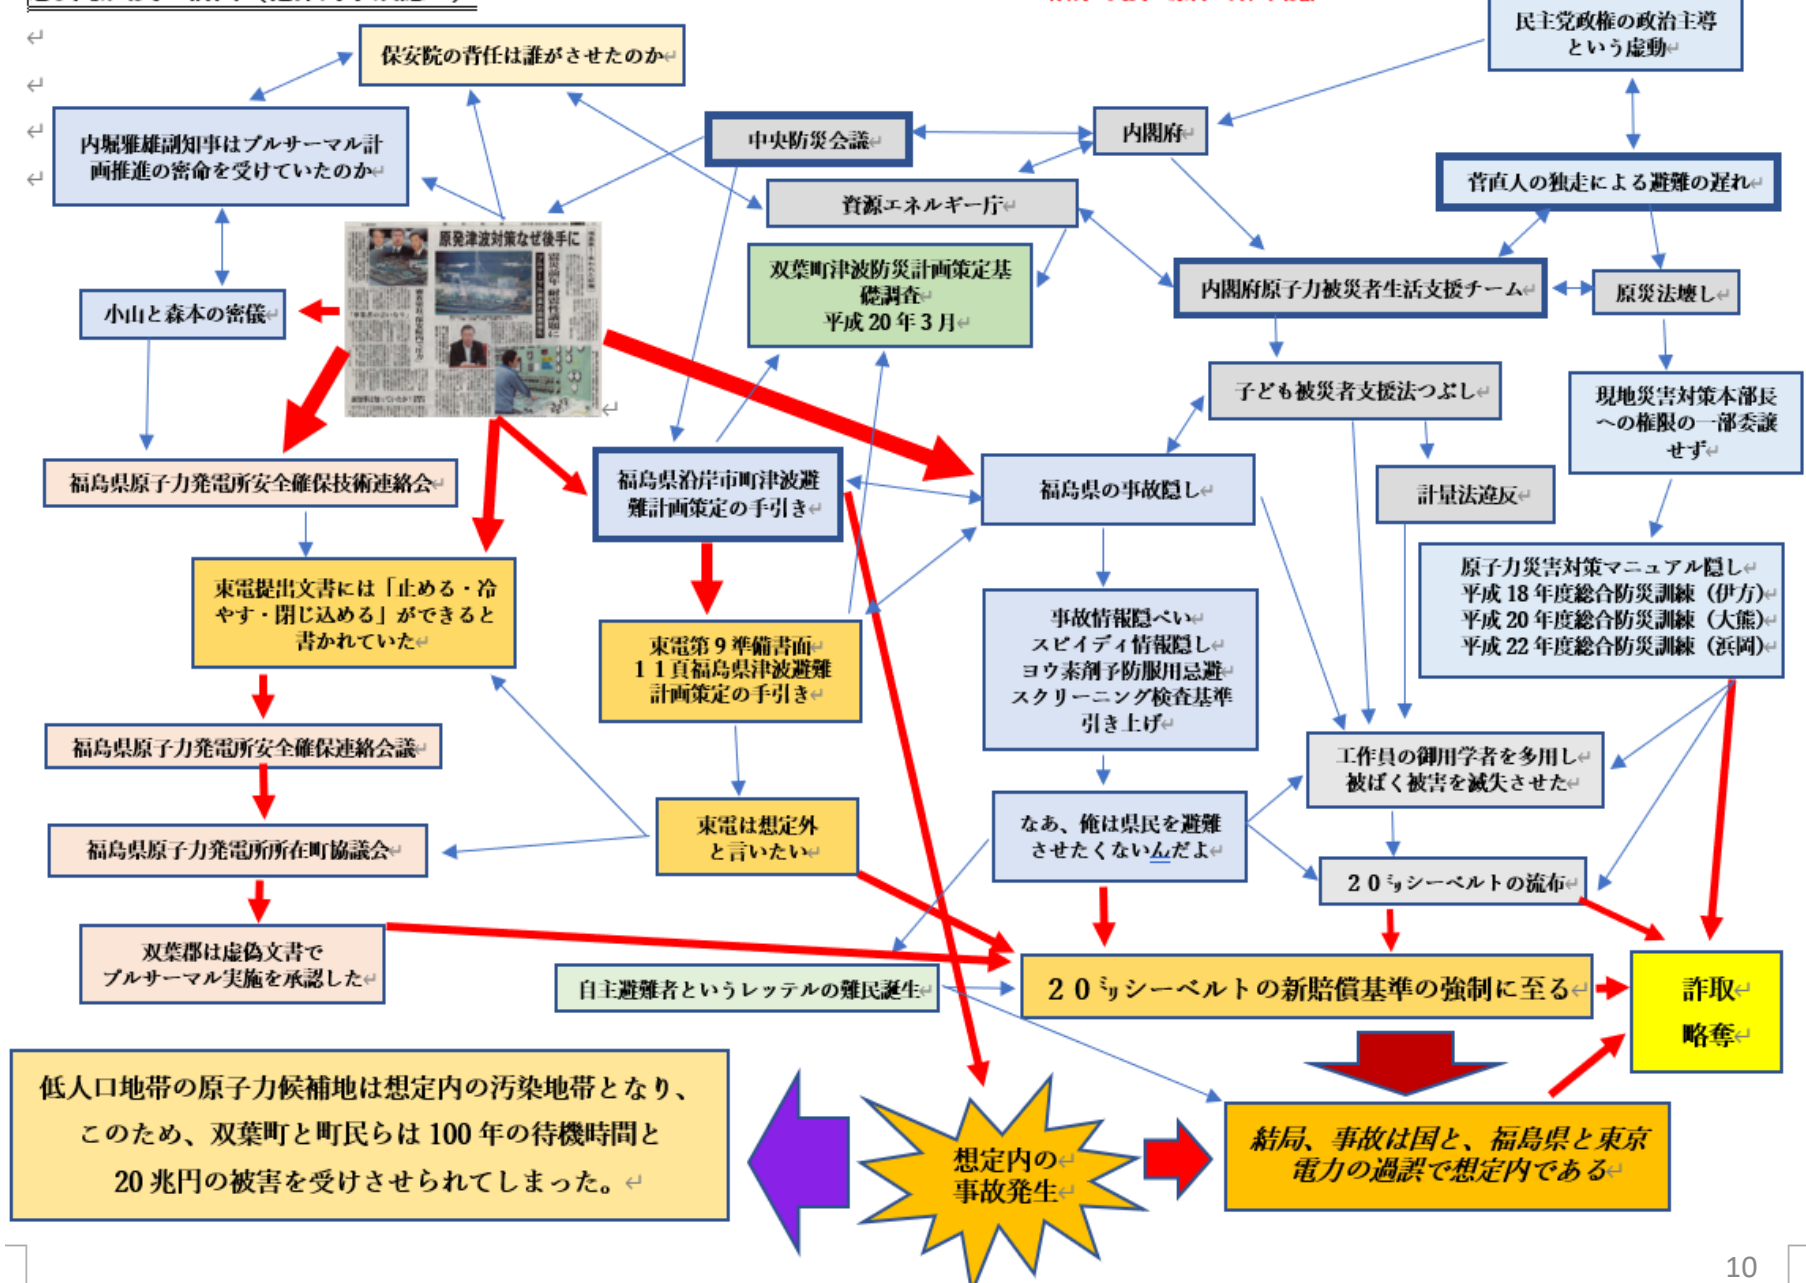 保安院の背任は誰がさせたのか
民主党政権の政治主導
という虚動
内堀雅雄副知事はプルサーマル計
画推進の密命を受けていたのか
中央防災会議
内閣府
菅直人の独走による避難の遅れ
資源エネルギー庁
原発津波対策なぜ後手に
双葉町津波防災計画策定基
礎調査
平成20年3月
内閣府原子力被災者生活支援チーム
原災法壊し
小山と森本の密儀
子ども被災者支援法つぶし
現地災害対策本部長
への権限の一部委譲
せず
福島県原子力発電所安全確保技術連絡会
福島県沿岸市町津波避
難計画策定の手引き
福島県の事故隠し
計量法違反
東電提出文書には「止める・冷
やす・閉じ込める」ができると
書かれていた
原子力災害対策マニュアル隠し
平成18年度総合防災訓練(伊方)
平成20年度総合防災訓練(大熊)
平成22年度総合防災訓練(浜岡)
事故情報隠ぺい
スピイディ情報隠し
ヨウ素剤予防服用忌避
スクリーニング検査基準
引き上げ
東電第9準備書面
11頁福島県津波避難
計画策定の手引き
福島県原子力発電所安全確保連絡会議
工作員の御用学者を多用し
被ばく被害を滅失させた
東電は想定外
と言いたい
なあ、俺は県民を避難
させたくないんだよ
福島県原子力発電所所在町協議会
20㍉シーベルトの流布
双葉郡は虚偽文書で
プルサーマル実施を承認した
自主避難者というレッテルの難民誕生
20㍉シーベルトの新賠償基準の強制に至る
詐取
略奪
低人口地帯の原子力候補地は想定内の汚染地帯となり、
このため、双葉町と町民らは100年の待機時間と
20兆円の被害を受けさせられてしまった。
想定内の
事故発生
結局、事故は国と、福島県と東京
電力の過誤で想定内である
10